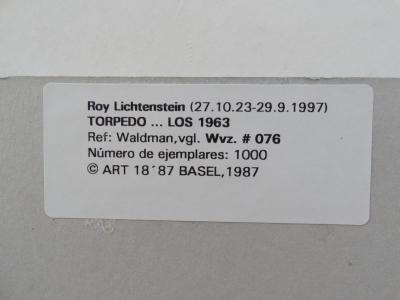 Roy Lichtenstein (27.10.23-29.9.1997)
TORPEDO ... LOS 1963
Ref: Waldman,vgl. Wvz. # 076
Número de ejemplares: 1000
© ART 18´87 BASEL,1987